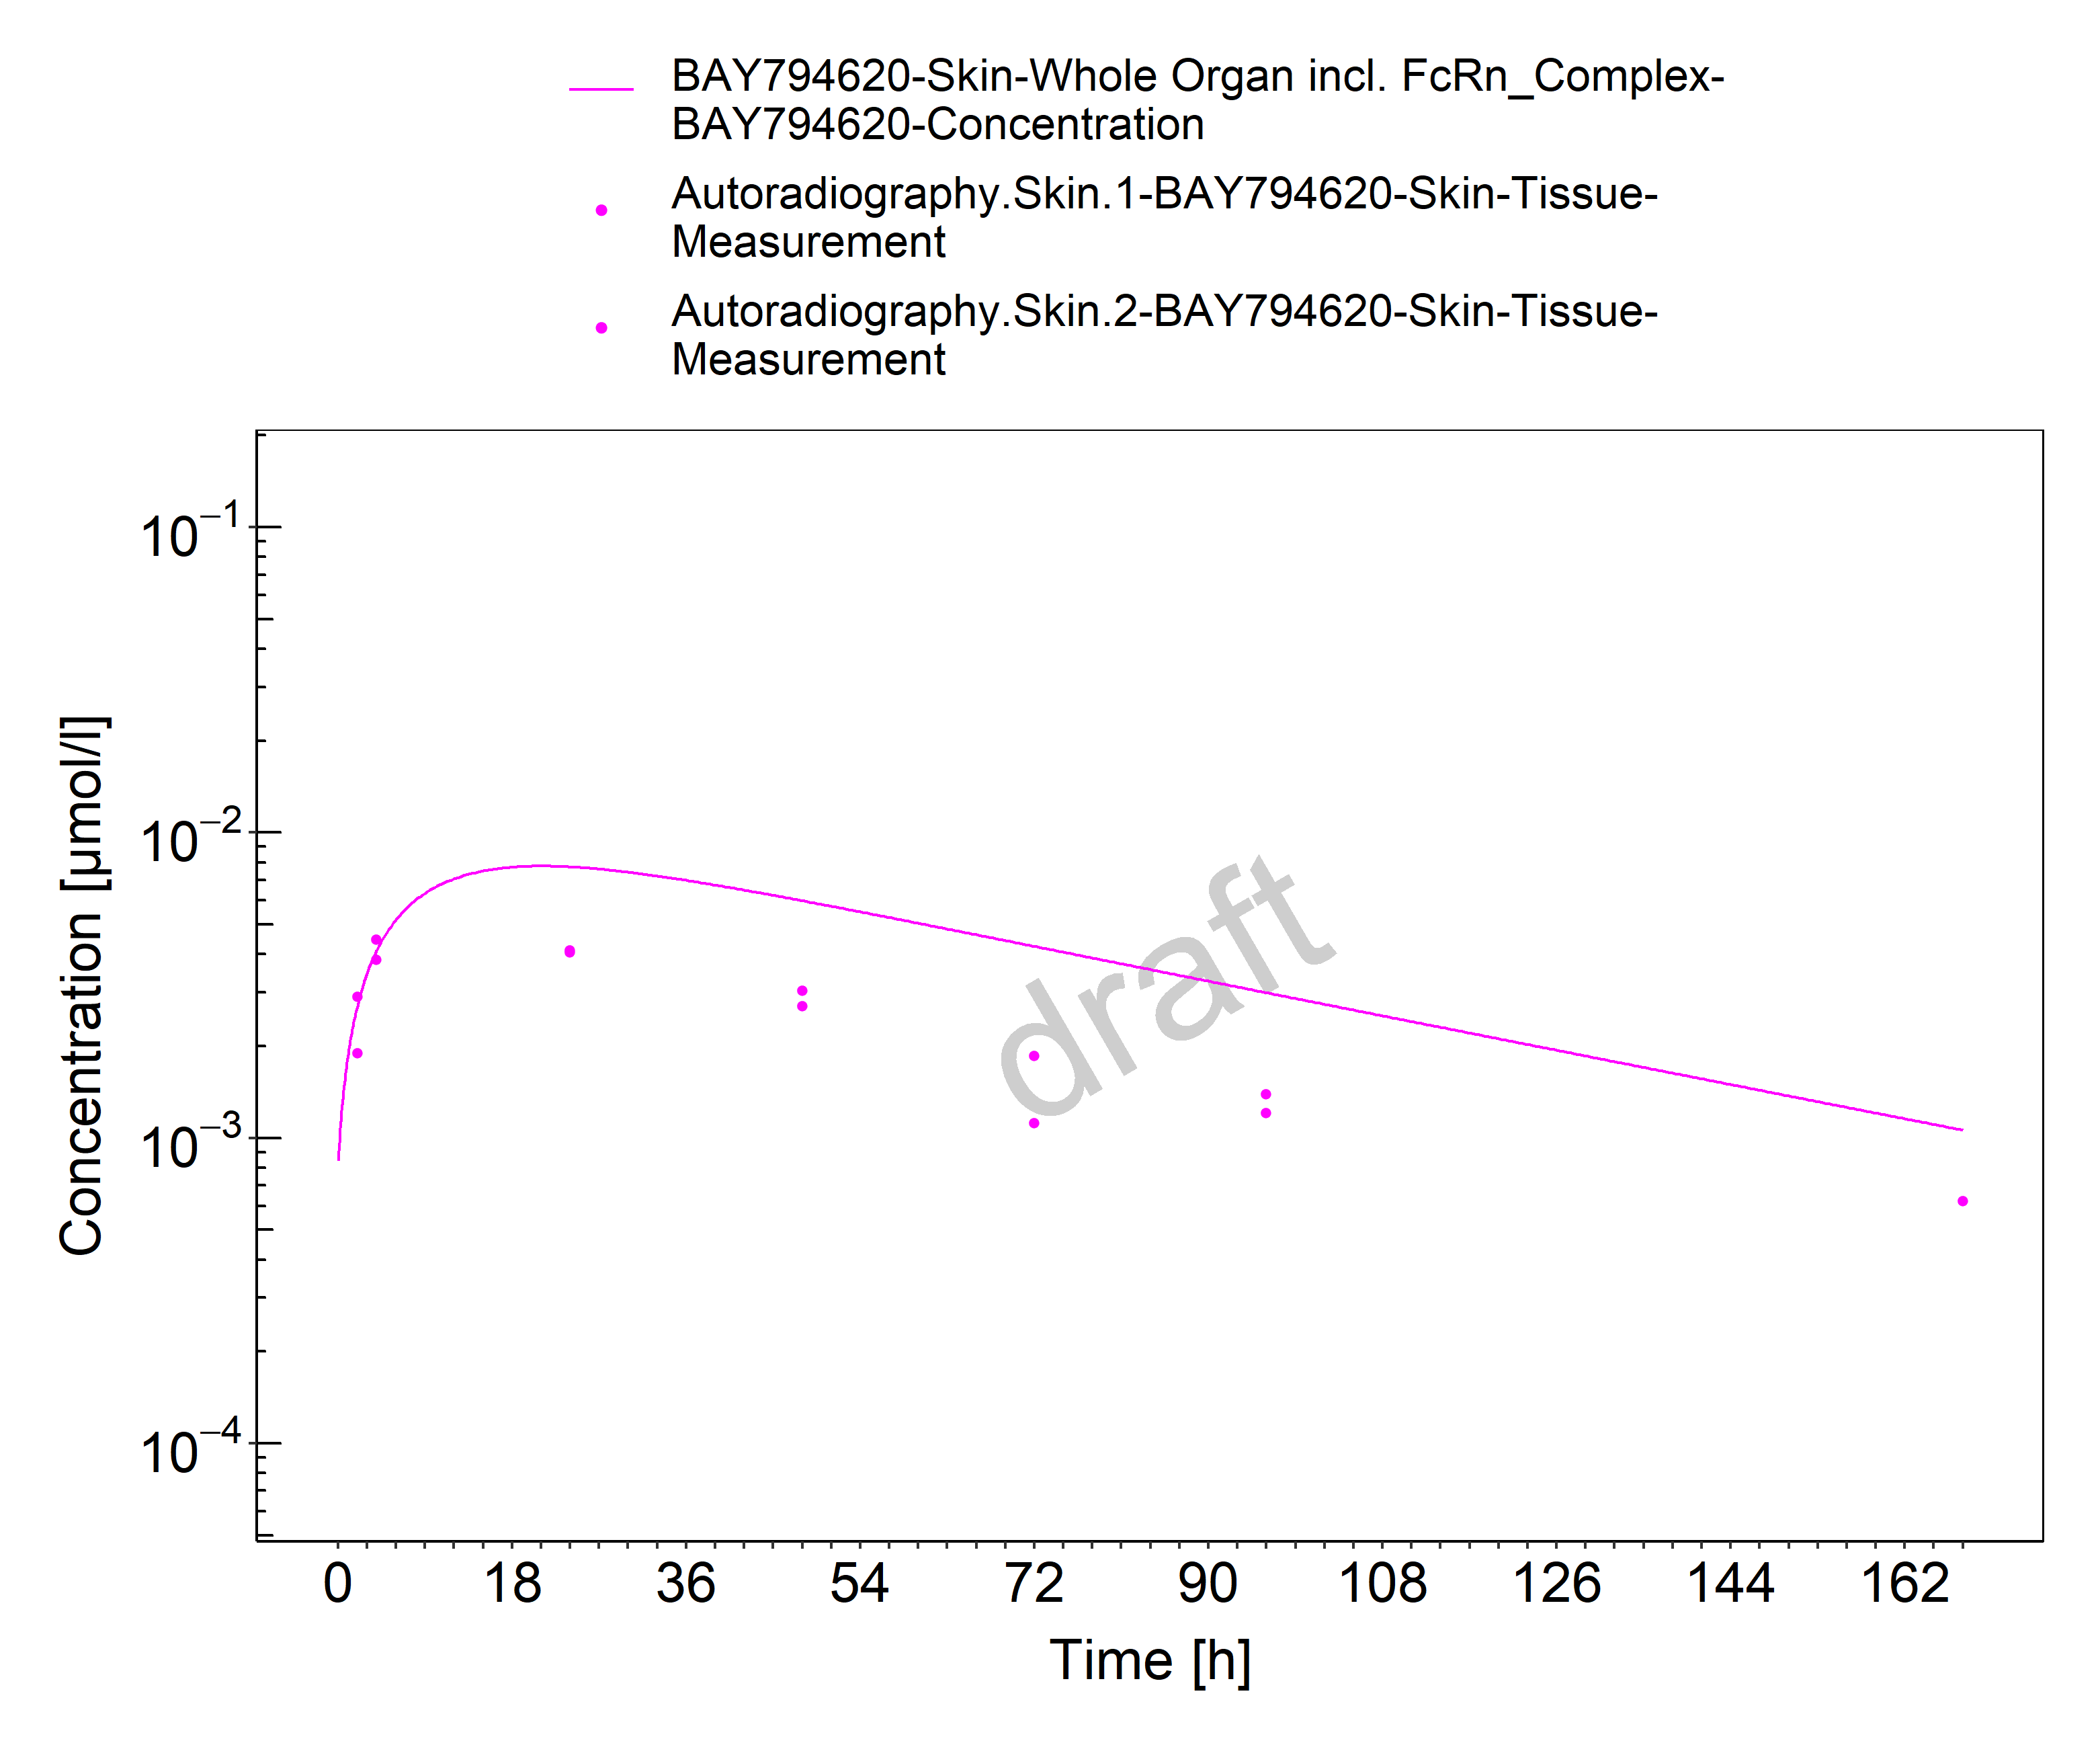 BAY794620-Skin-Whole Organ incl. FcRn_Complex-
BAY794620-Concentration
Autoradiography.Skin.1-BAY794620-Skin-Tissue-
Measurement
Autoradiography.Skin.2-BAY794620-Skin-Tissue-
Measurement
Concentration [µmol/l]
10⁻¹
10⁻²
10⁻³
10⁻⁴
draft
0 18 36 54 72 90 108 126 144 162
Time [h]